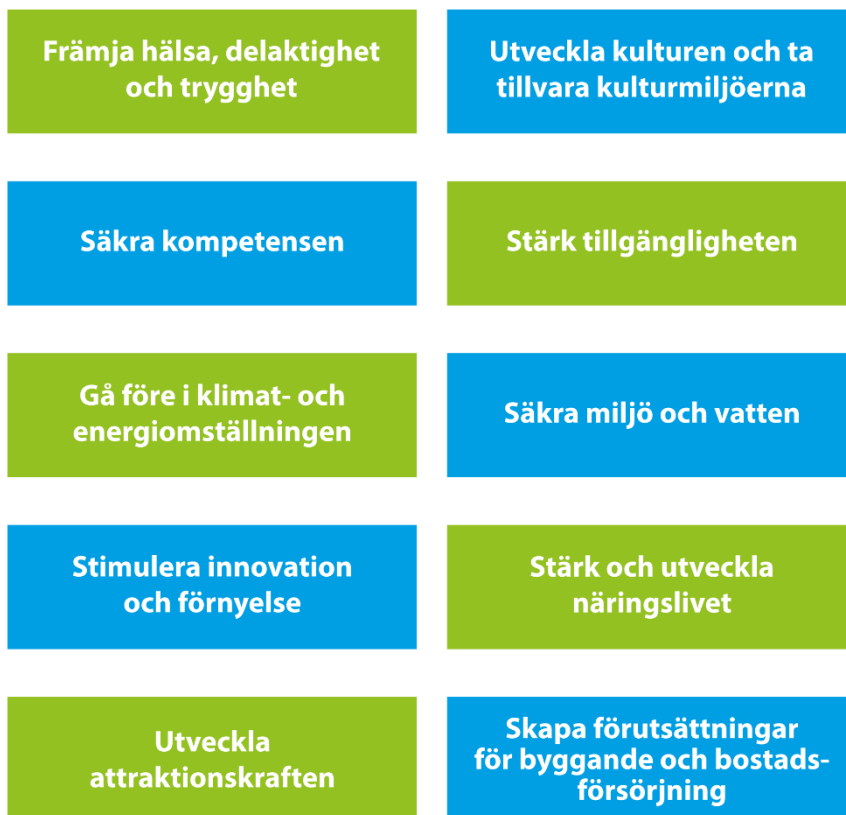 Främja hälsa, delaktighet
och trygghet
Utveckla kulturen och ta
tillvara kulturmiljöerna
Säkra kompetensen
Stärk tillgängligheten
Gå före i klimat- och
energiomställningen
Säkra miljö och vatten
Stimulera innovation
och förnyelse
Stärk och utveckla
näringslivet
Utveckla
attraktionskraften
Skapa förutsättningar
för byggande och bostads-
försörjning